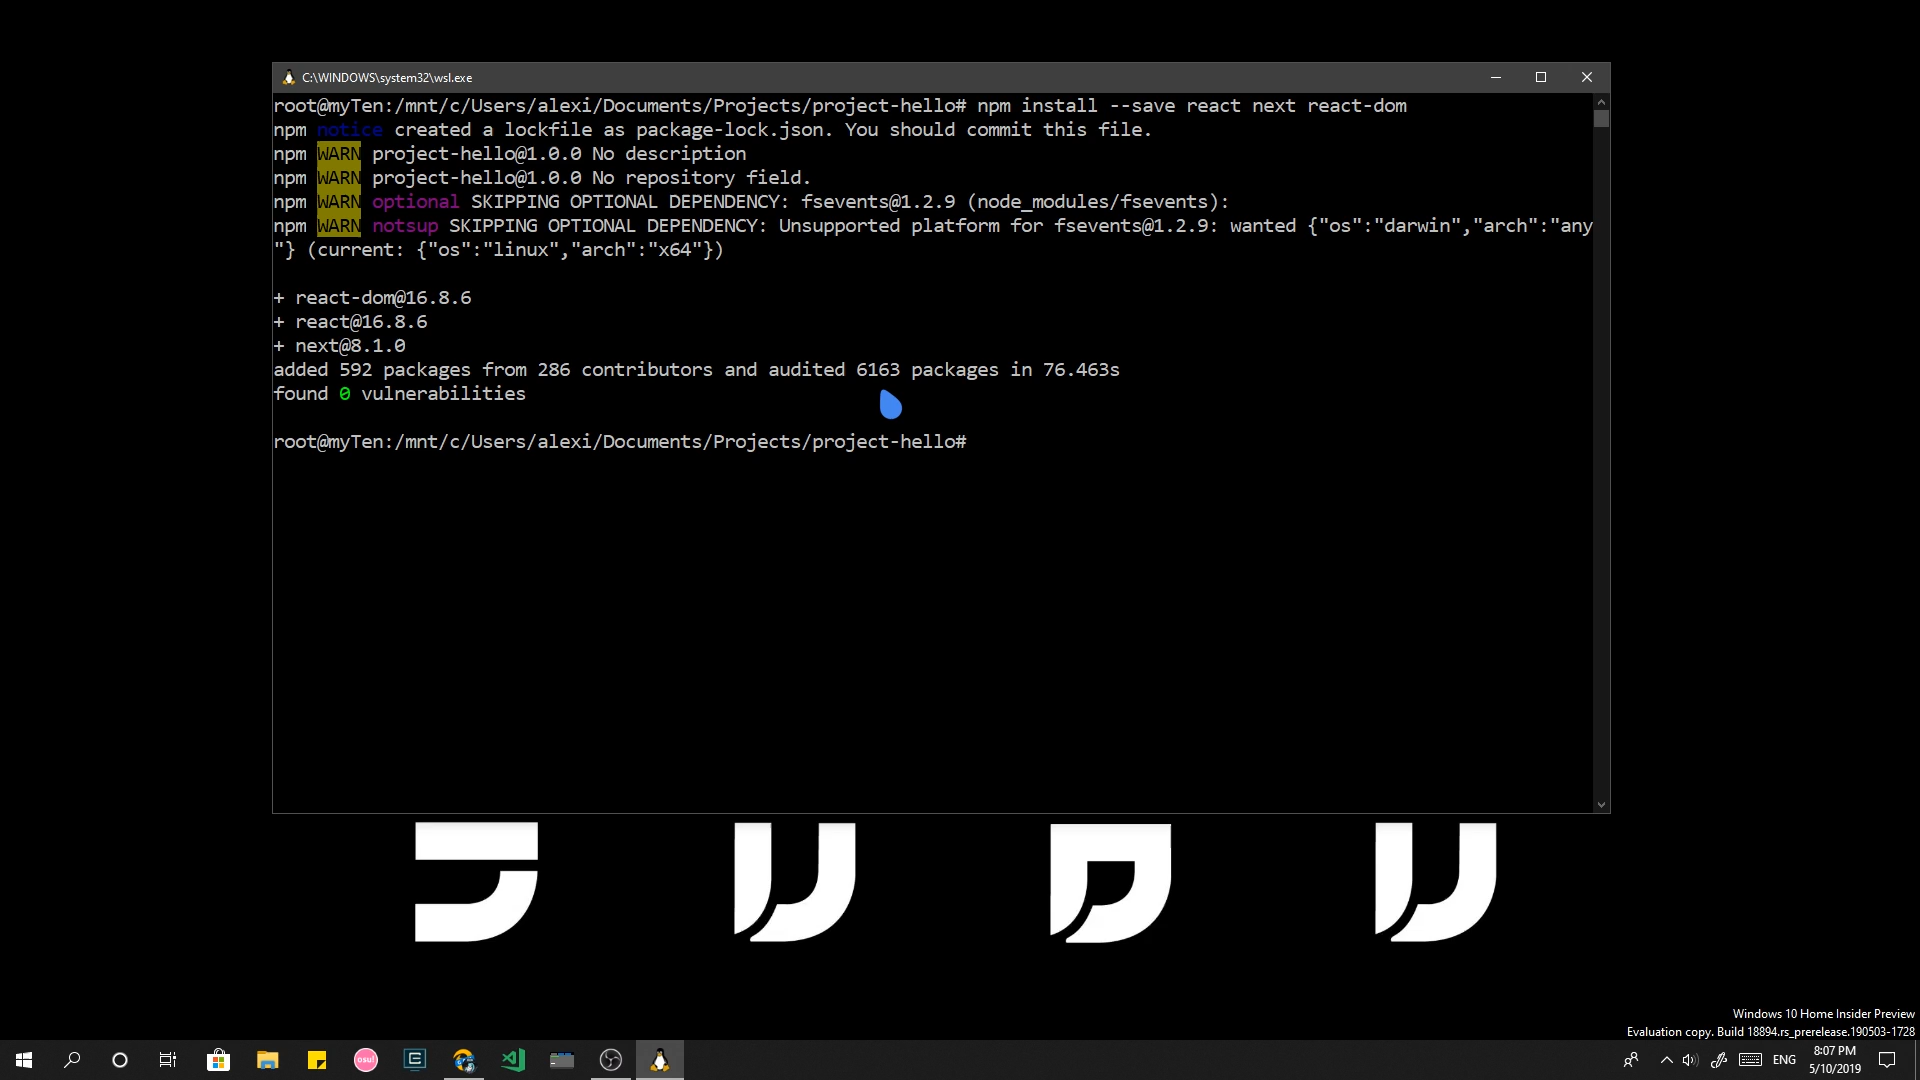 C:\WINDOWS\system32\wsl.exe
root@myTen:/mnt/c/Users/alexi/Documents/Projects/project-hello# npm install --save react next react-dom
npm notice created a lockfile as package-lock.json. You should commit this file.
npm WARN project-hello@1.0.0 No description
npm WARN project-hello@1.0.0 No repository field.
npm WARN optional SKIPPING OPTIONAL DEPENDENCY: fsevents@1.2.9 (node_modules/fsevents):
npm WARN notsup SKIPPING OPTIONAL DEPENDENCY: Unsupported platform for fsevents@1.2.9: wanted {"os":"darwin","arch":"any
"} (current: {"os":"linux","arch":"x64"})
+ react-dom@16.8.6
+ react@16.8.6
+ next@8.1.0
added 592 packages from 286 contributors and audited 6163 packages in 76.463s
found 0 vulnerabilities
root@myTen:/mnt/c/Users/alexi/Documents/Projects/project-hello#
Windows 10 Home Insider Preview
Evaluation copy. Build 18894.rs_prerelease.190503-1728
osu!
ENG
8:07 PM
5/10/2019